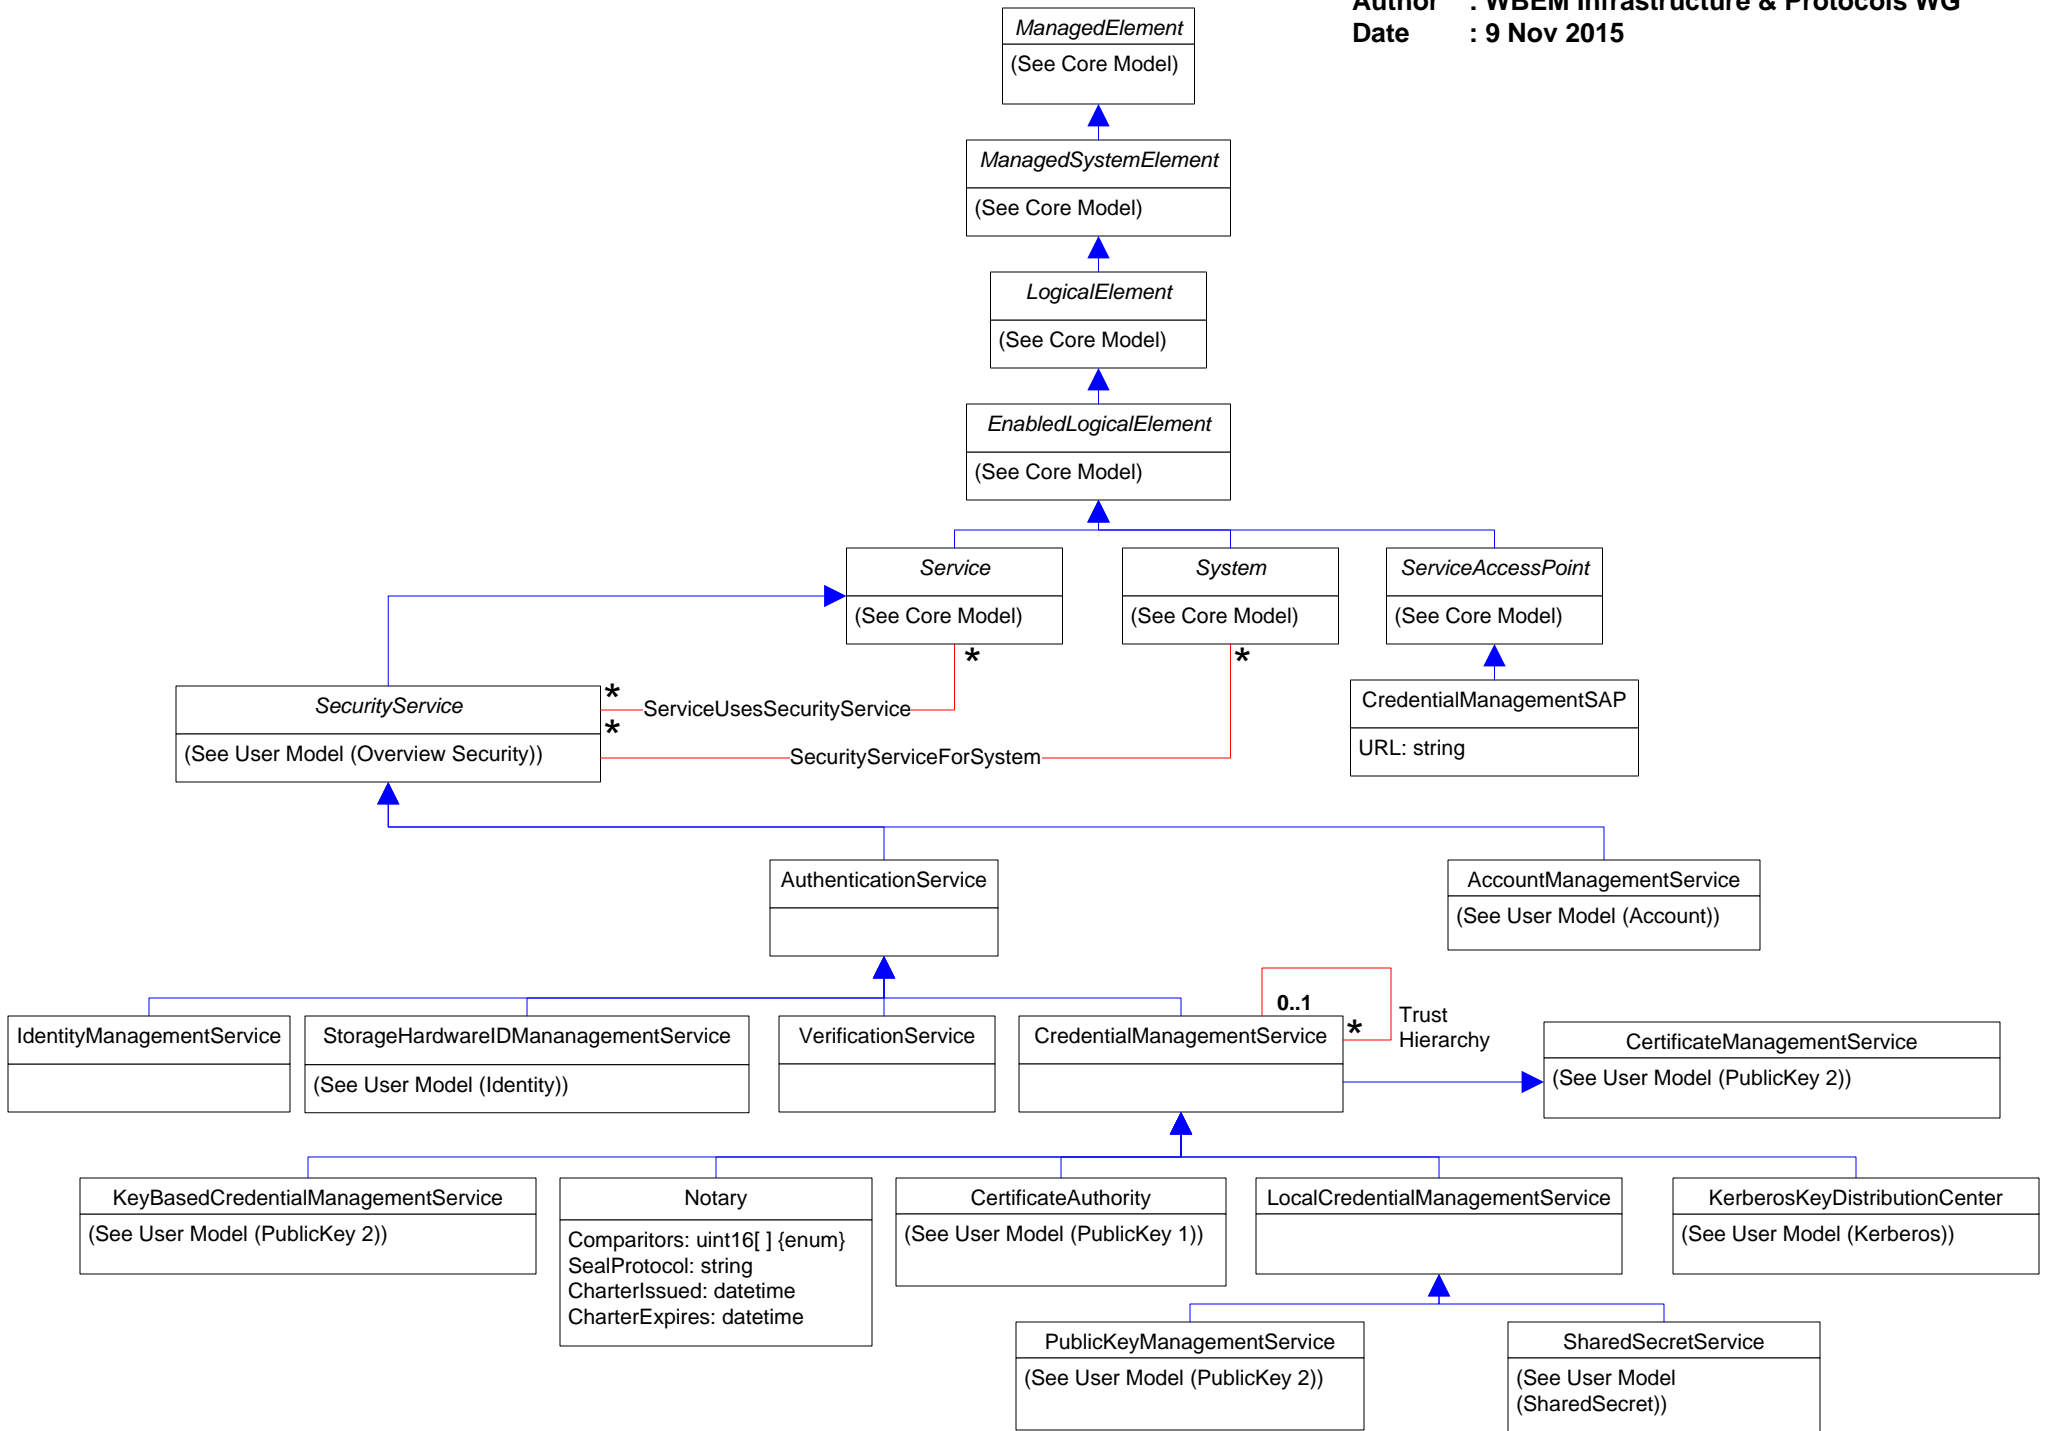 Author : WBEM Infrastructure & Protocols WG
Date : 9 Nov 2015
ManagedElement
(See Core Model)
ManagedSystemElement
(See Core Model)
LogicalElement
(See Core Model)
EnabledLogicalElement
(See Core Model)
Service
(See Core Model)
System
(See Core Model)
ServiceAccessPoint
(See Core Model)
*
*
SecurityService
(See User Model (Overview Security))
*
ServiceUsesSecurityService
*
SecurityServiceForSystem
CredentialManagementSAP
URL: string
AuthenticationService
AccountManagementService
(See User Model (Account))
IdentityManagementService
StorageHardwareIDMananagementService
(See User Model (Identity))
VerificationService
CredentialManagementService
0..1
*
Trust
Hierarchy
CertificateManagementService
(See User Model (PublicKey 2))
KeyBasedCredentialManagementService
(See User Model (PublicKey 2))
Notary
Comparitors: uint16[ ] {enum}
SealProtocol: string
CharterIssued: datetime
CharterExpires: datetime
CertificateAuthority
(See User Model (PublicKey 1))
LocalCredentialManagementService
KerberosKeyDistributionCenter
(See User Model (Kerberos))
PublicKeyManagementService
(See User Model (PublicKey 2))
SharedSecretService
(See User Model
(SharedSecret))